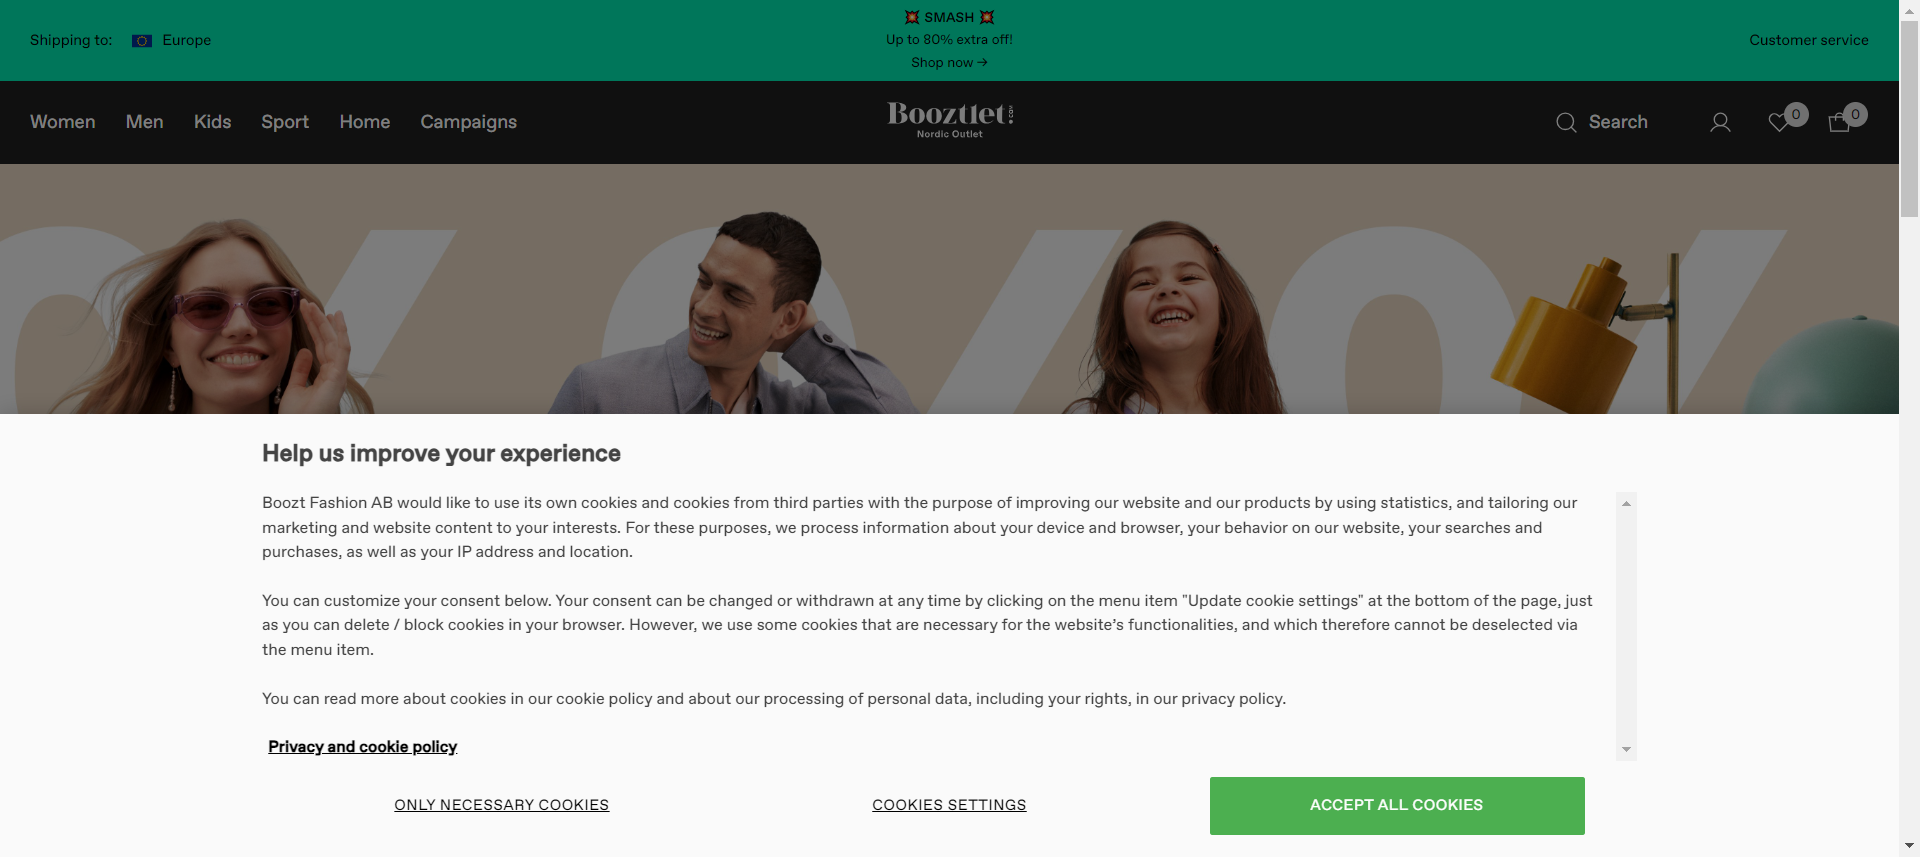 💥 SMASH 💥
Shipping to: Europe
Up to 80% extra off!
Customer service
Shop now →
Women Men Kids Sport Home Campaigns
Booztlet.com
Nordic Outlet
Search
0
0
Help us improve your experience
Boozt Fashion AB would like to use its own cookies and cookies from third parties with the purpose of improving our website and our products by using statistics, and tailoring our
marketing and website content to your interests. For these purposes, we process information about your device and browser, your behavior on our website, your searches and
purchases, as well as your IP address and location.
You can customize your consent below. Your consent can be changed or withdrawn at any time by clicking on the menu item "Update cookie settings" at the bottom of the page, just
as you can delete / block cookies in your browser. However, we use some cookies that are necessary for the website’s functionalities, and which therefore cannot be deselected via
the menu item.
You can read more about cookies in our cookie policy and about our processing of personal data, including your rights, in our privacy policy.
Privacy and cookie policy
ONLY NECESSARY COOKIES
COOKIES SETTINGS
ACCEPT ALL COOKIES